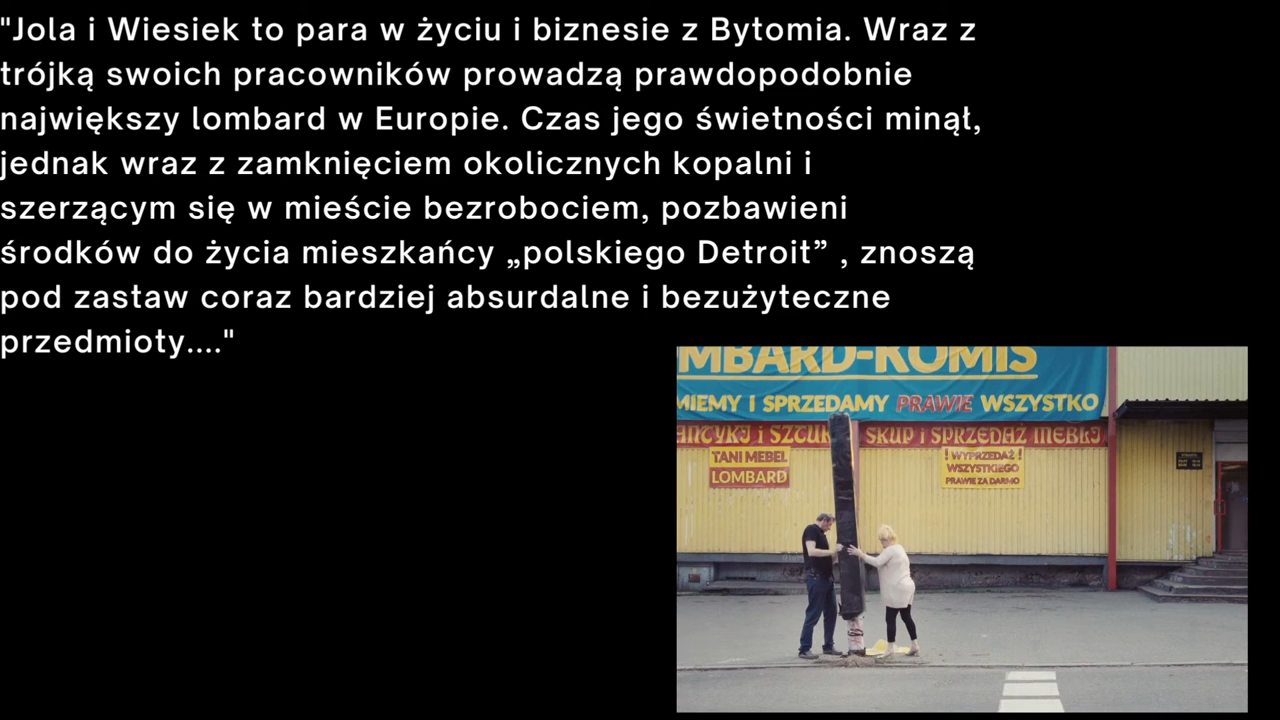 "Jola i Wiesiek to para w życiu i biznesie z Bytomia. Wraz z
trójką swoich pracowników prowadzą prawdopodobnie
największy lombard w Europie. Czas jego świetności minął,
jednak wraz z zamknięciem okolicznych kopalni i
szerzącym się w mieście bezrobociem, pozbawieni
środków do życia mieszkańcy „polskiego Detroit” , znoszą
pod zastaw coraz bardziej absurdalne i bezużyteczne
przedmioty...."
MBARD-KOMIS
MIEMY I SPRZEDAMY PRAWIE WSZYSTKO
ANTYKI i SZTUK SKUP i SPRZEDAŻ MEBLI
TANI MEBEL
LOMBARD
! WYPRZEDAŻ !
WSZYSTKIEGO
PRAWIE ZA DARMO